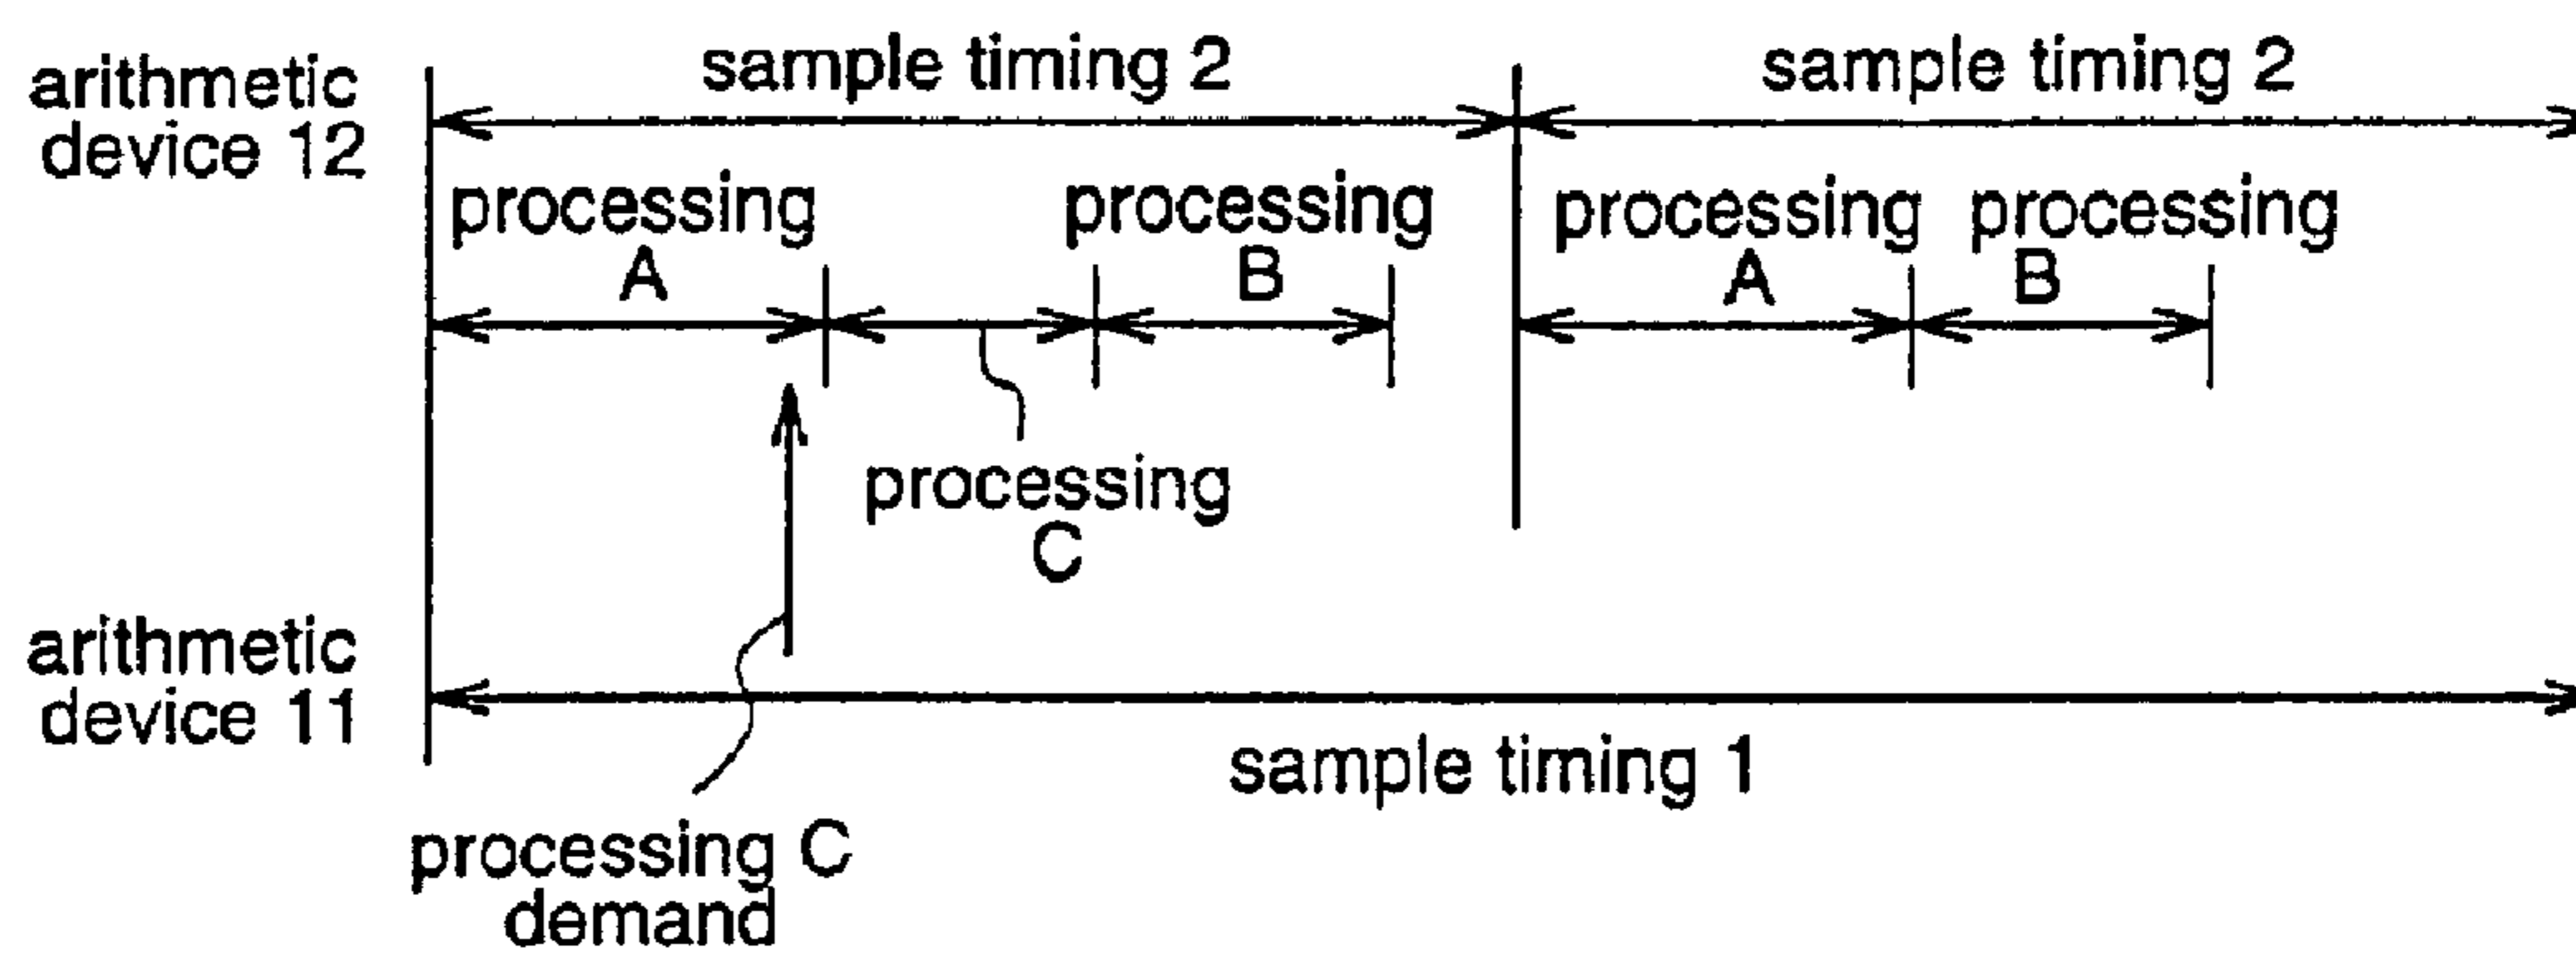 arithmetic
device 12
sample timing 2
sample timing 2
processing
A
processing
B
processing
A
processing
B
processing
C
arithmetic
device 11
sample timing 1
processing C
demand